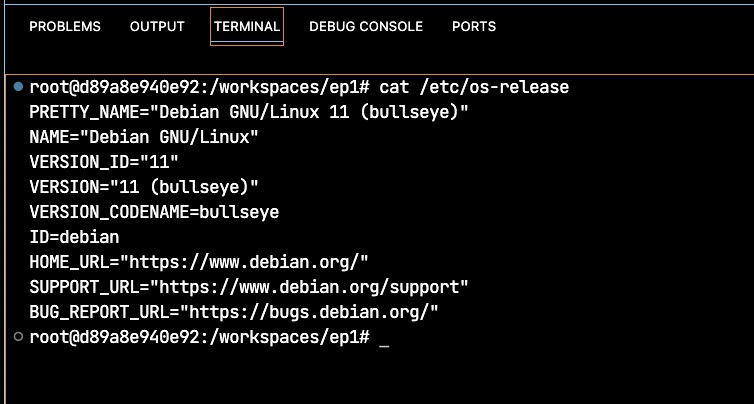 PROBLEMS OUTPUT TERMINAL DEBUG CONSOLE PORTS
root@d89a8e940e92:/workspaces/ep1# cat /etc/os-release
PRETTY_NAME="Debian GNU/Linux 11 (bullseye)"
NAME="Debian GNU/Linux"
VERSION_ID="11"
VERSION="11 (bullseye)"
VERSION_CODENAME=bullseye
ID=debian
HOME_URL="https://www.debian.org/"
SUPPORT_URL="https://www.debian.org/support"
BUG_REPORT_URL="https://bugs.debian.org/"
root@d89a8e940e92:/workspaces/ep1# _